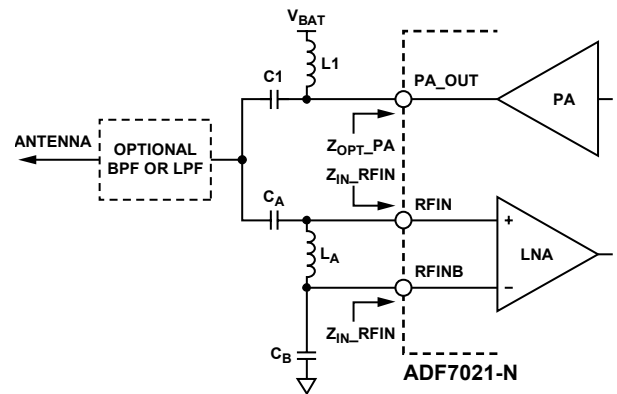 VBAT
L1
C1
PA_OUT
PA
ANTENNA
OPTIONAL
BPF OR LPF
ZOPT_PA
ZIN_RFIN
CA
RFIN
+
LA
LNA
RFINB
−
ZIN_RFIN
CB
ADF7021-N